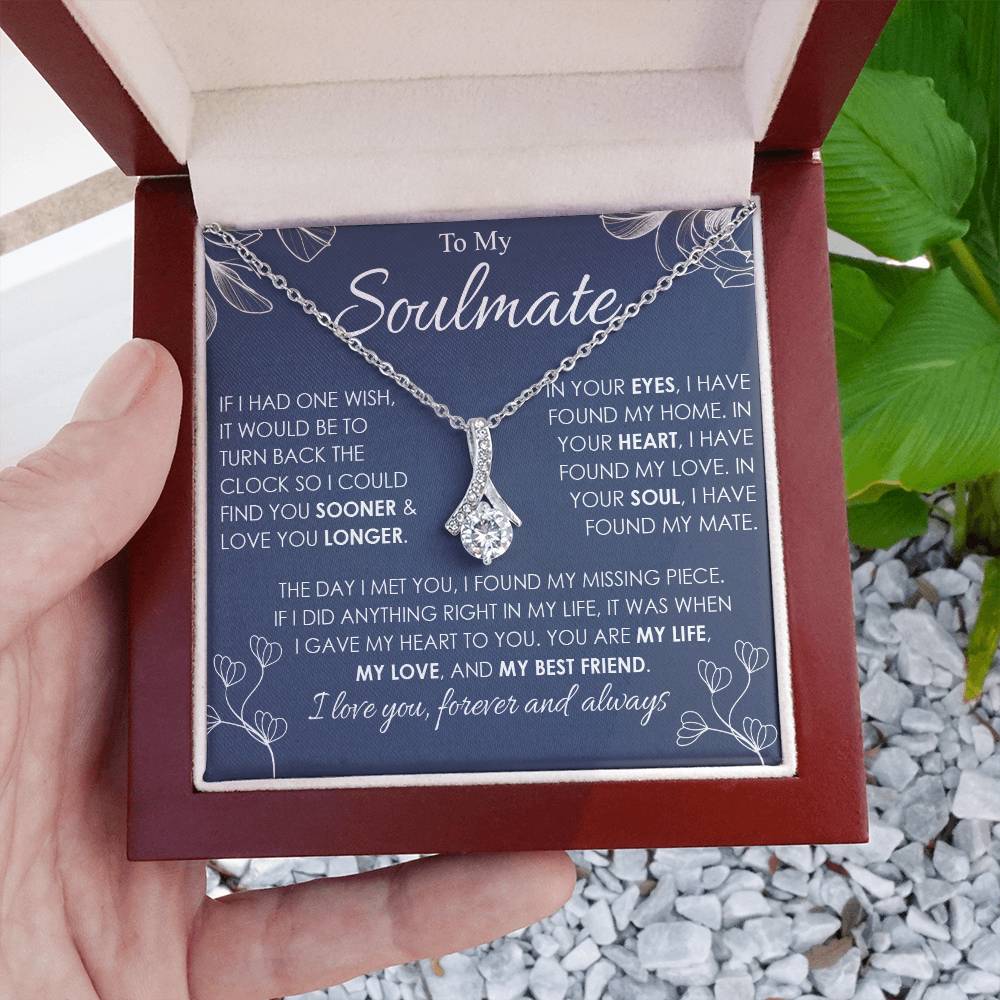 To My
Soulmate
IF I HAD ONE WISH,
IT WOULD BE TO
TURN BACK THE
CLOCK SO I COULD
FIND YOU SOONER &
LOVE YOU LONGER.
IN YOUR EYES, I HAVE
FOUND MY HOME. IN
YOUR HEART, I HAVE
FOUND MY LOVE. IN
YOUR SOUL, I HAVE
FOUND MY MATE.
THE DAY I MET YOU, I FOUND MY MISSING PIECE.
IF I DID ANYTHING RIGHT IN MY LIFE, IT WAS WHEN
I GAVE MY HEART TO YOU. YOU ARE MY LIFE,
MY LOVE, AND MY BEST FRIEND.
I love you, forever and always